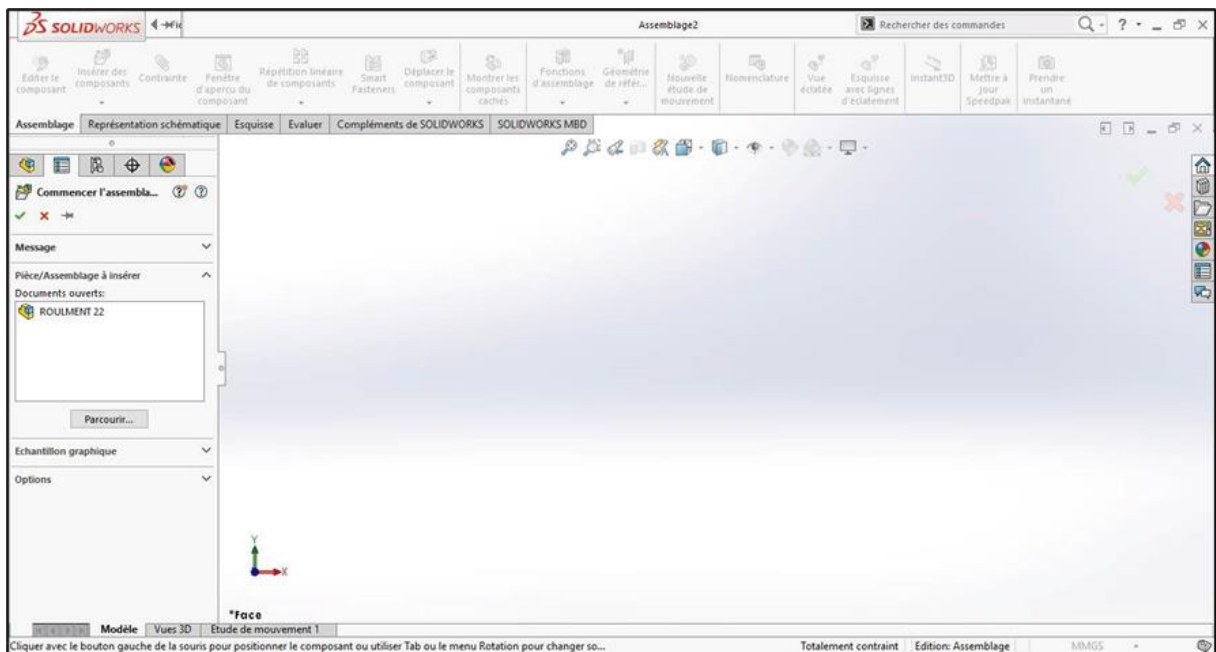 SOLIDWORKS
Assemblage2
Rechercher des commandes
Editer le composant
Insérer des composants
Contrainte
Fenêtre d'aperçu du composant
Répétition linéaire de composants
Smart Fasteners
Déplacer le composant
Montrer les composants cachés
Fonctions d'assemblage
Géométrie de référ...
Nouvelle étude de mouvement
Nomenclature
Vue éclatée
Esquisse avec lignes d'éclatement
Instant3D
Mettre à jour Speedpak
Prendre un instantané
Assemblage Représentation schématique Esquisse Evaluer Compléments de SOLIDWORKS SOLIDWORKS MBD
Commencer l'assembla...
Message
Pièce/Assemblage à insérer
Documents ouverts:
ROULMENT 22
Parcourir...
Echantillon graphique
Options
Y
X
*Face
Modèle Vues 3D Etude de mouvement 1
Cliquer avec le bouton gauche de la souris pour positionner le composant ou utiliser Tab ou le menu Rotation pour changer so... Totalement contraint Edition: Assemblage MMGS